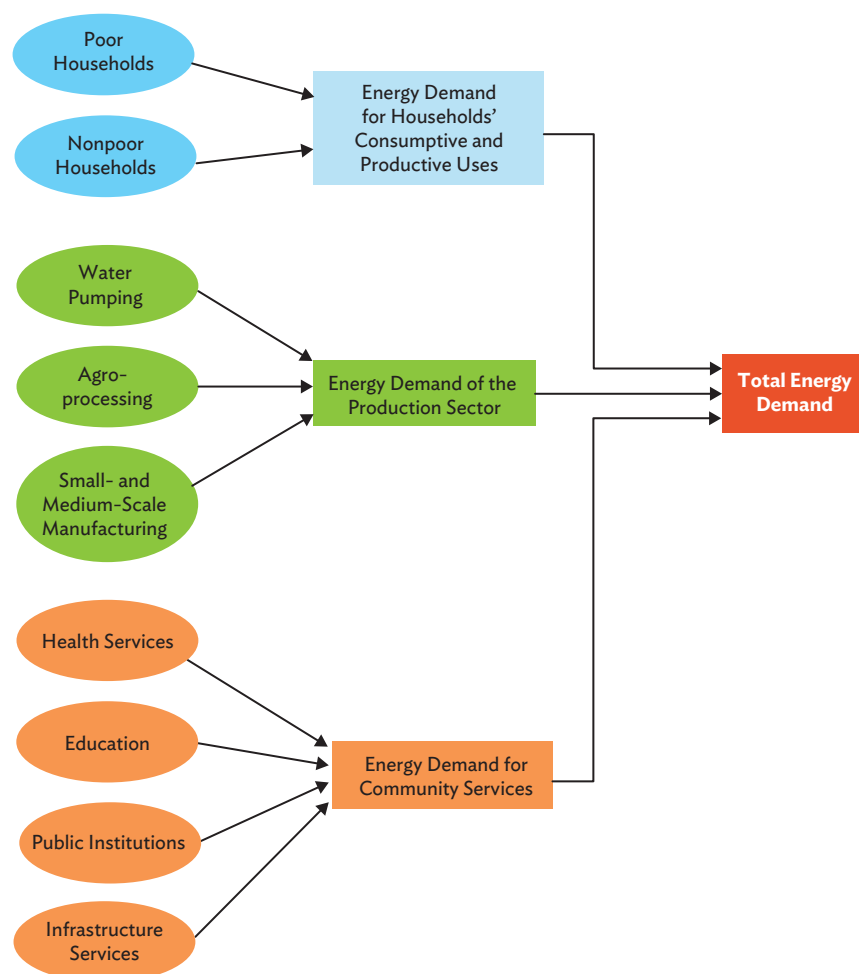 Poor
Households
Energy Demand
for Households'
Consumptive and
Productive Uses
Nonpoor
Households
Water
Pumping
Agro-
processing
Energy Demand of the
Production Sector
Total Energy
Demand
Small- and
Medium-Scale
Manufacturing
Health Services
Education
Energy Demand for
Community Services
Public Institutions
Infrastructure
Services